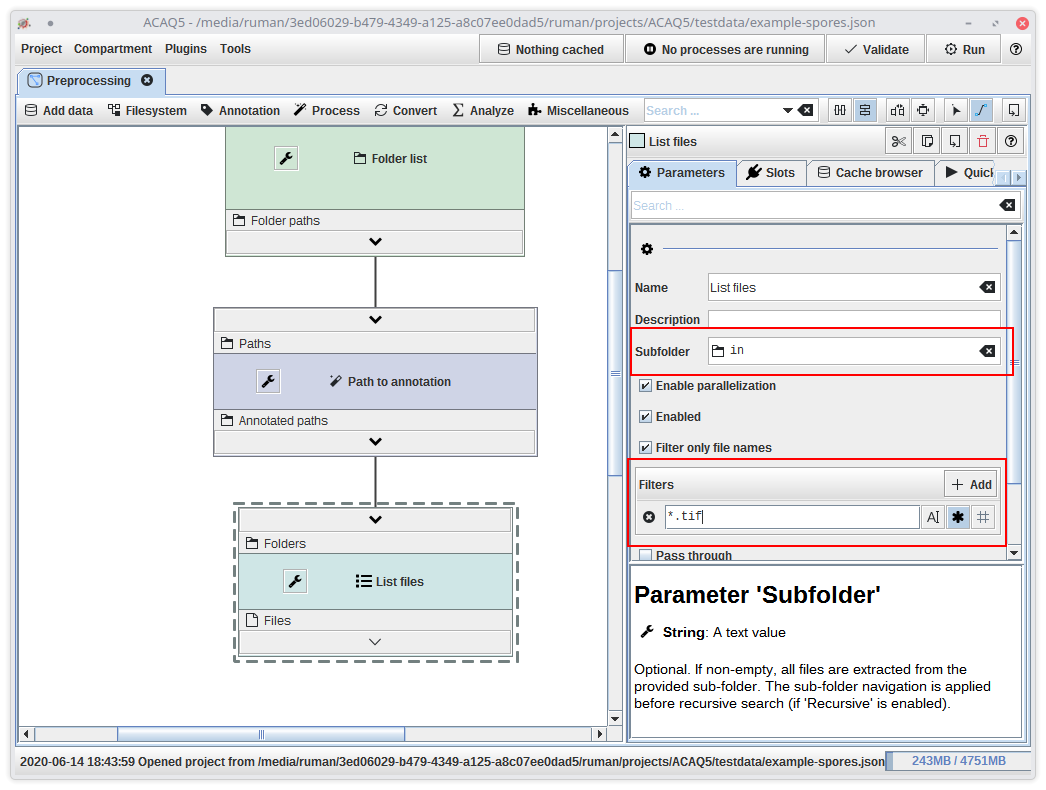 ACAQ5 - /media/ruman/3ed06029-b479-4349-a125-a8c07ee0dad5/ruman/projects/ACAQ5/testdata/example-spores.json
Project Compartment Plugins Tools Nothing cached No processes are running Validate Run
Preprocessing
Add data Filesystem Annotation Process Convert Analyze Miscellaneous Search ...
Folder list
Folder paths
Paths
Path to annotation
Annotated paths
Folders
List files
Files
List files
Parameters Slots Cache browser Quick
Search ...
Name List files
Description
Subfolder in
Enable parallelization
Enabled
Filter only file names
Filters Add
*.tif
Pass through
Parameter 'Subfolder'
String: A text value
Optional. If non-empty, all files are extracted from the
provided sub-folder. The sub-folder navigation is applied
before recursive search (if 'Recursive' is enabled).
2020-06-14 18:43:59 Opened project from /media/ruman/3ed06029-b479-4349-a125-a8c07ee0dad5/ruman/projects/ACAQ5/testdata/example-spores.json 243MB / 4751MB